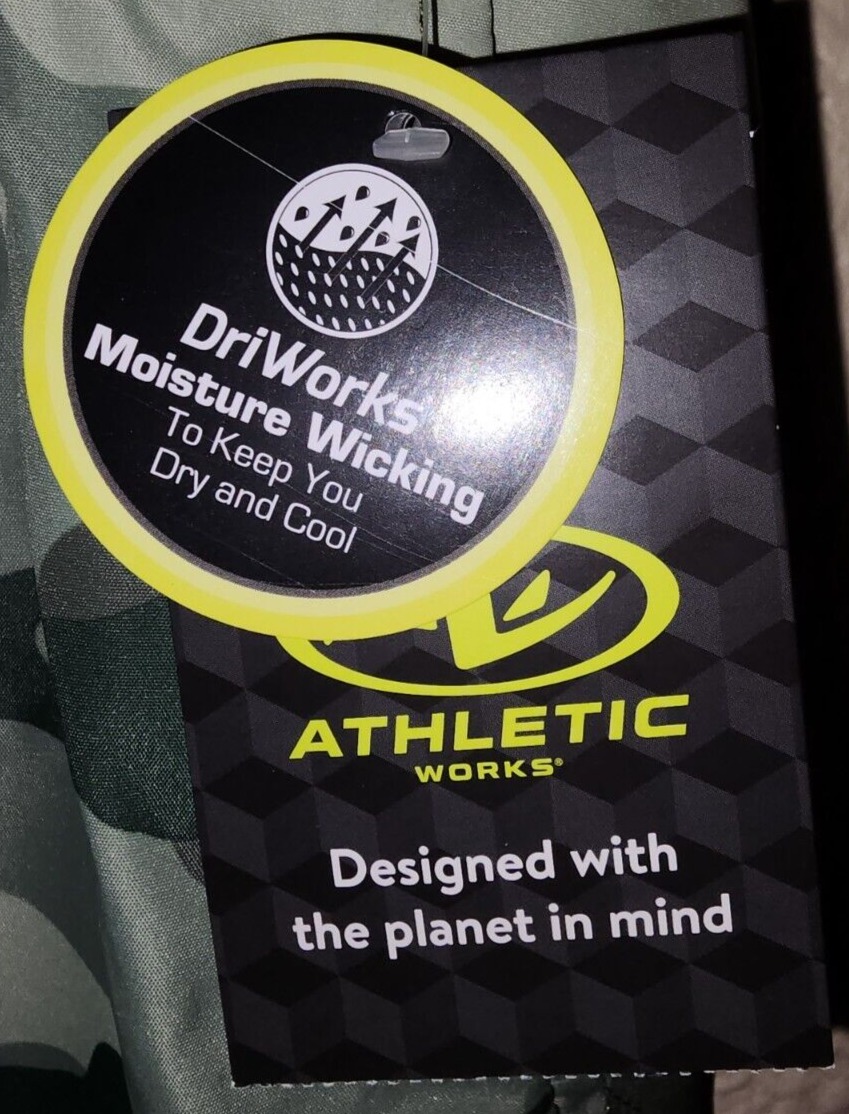 DriWorks
Moisture Wicking
To Keep You
Dry and Cool
ATHLETIC
WORKS®
Designed with
the planet in mind